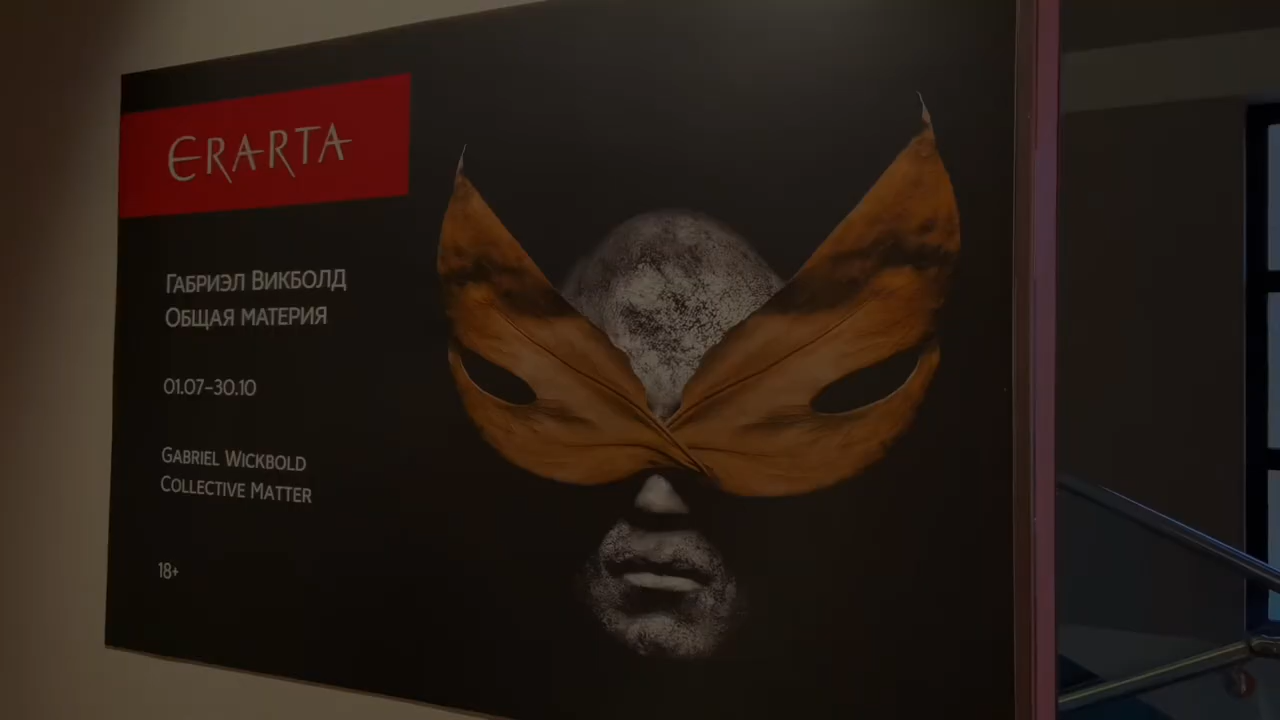 ERARTA
ГАБРИЭЛ ВИКБОЛД
ОБЩАЯ МАТЕРИЯ
01.07–30.10
GABRIEL WICKBOLD
COLLECTIVE MATTER
18+